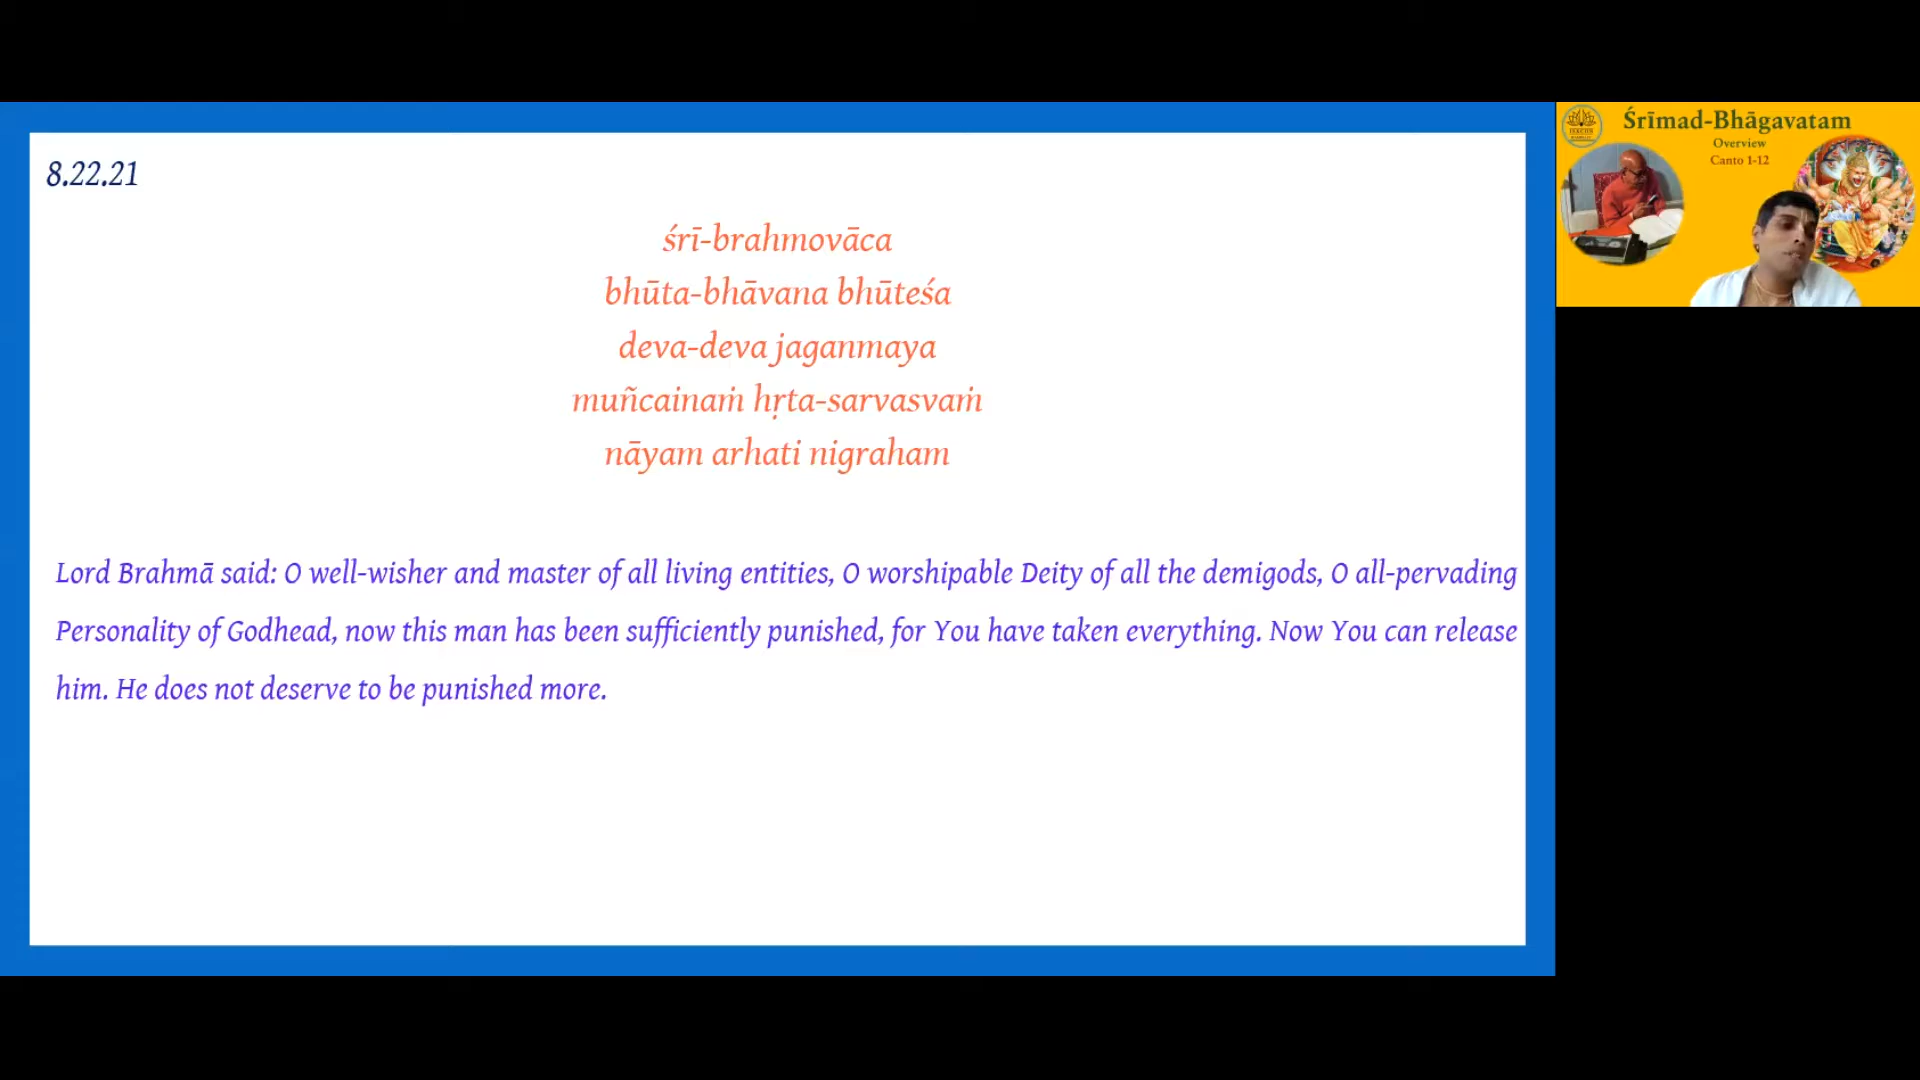 8.22.21
śrī-brahmovāca
bhūta-bhāvana bhūteśa
deva-deva jaganmaya
muñcainaṁ hṛta-sarvasvaṁ
nāyam arhati nigraham
Lord Brahmā said: O well-wisher and master of all living entities, O worshipable Deity of all the demigods, O all-pervading
Personality of Godhead, now this man has been sufficiently punished, for You have taken everything. Now You can release
him. He does not deserve to be punished more.
Śrīmad-Bhāgavatam
Overview
Canto 1-12
ISKCON